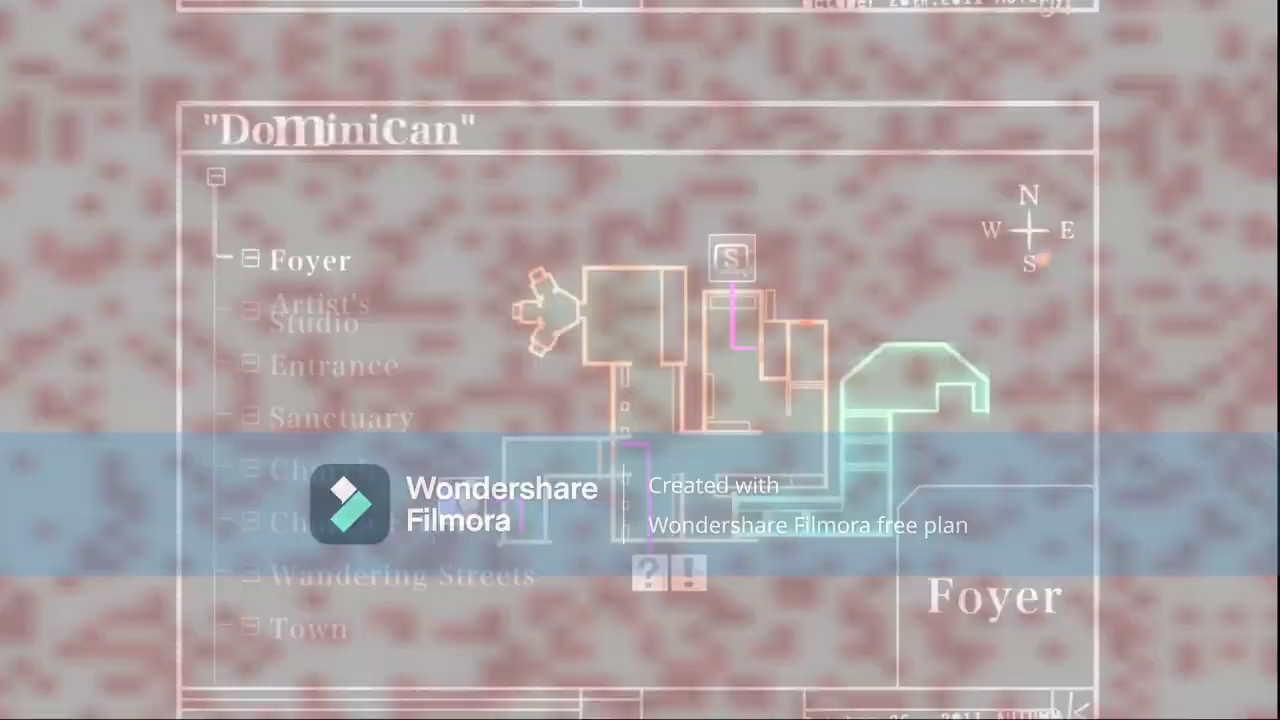 "Dominican"
N
W E
S
S
Foyer
Artist's
Studio
Entrance
Sanctuary
Wondershare
Filmora
Created with
Wondershare Filmora free plan
? !
Wandering Streets
Foyer
Town